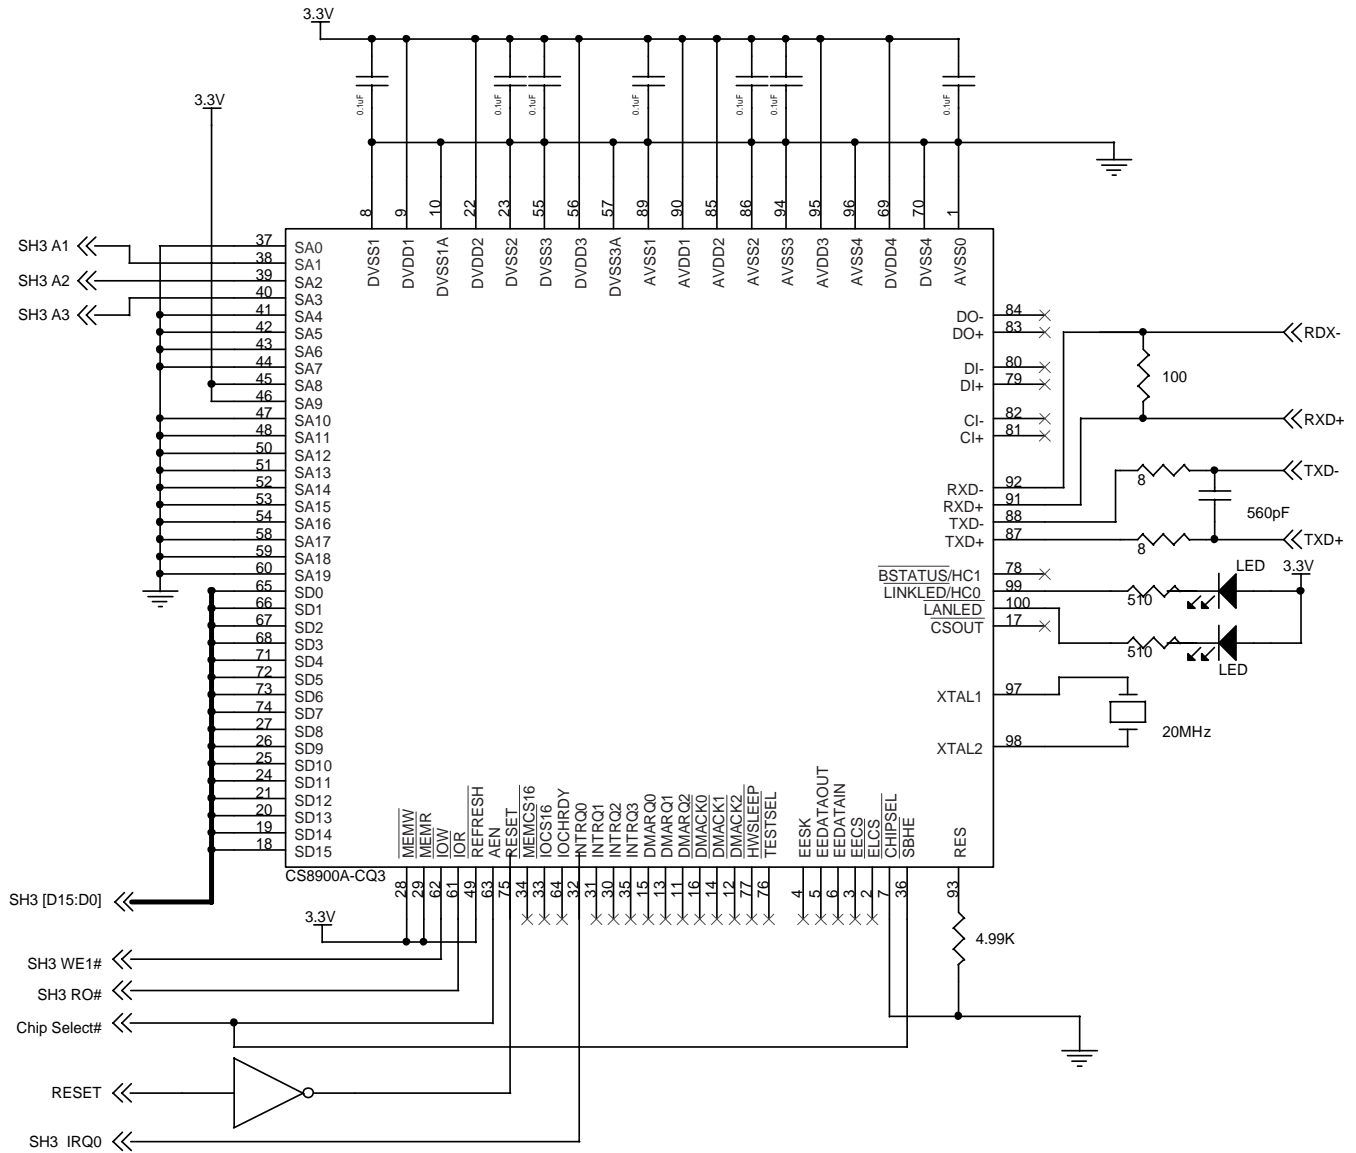 3.3V
0.1uF 0.1uF 0.1uF 0.1uF 0.1uF 0.1uF 0.1uF
3.3V
8 9 10 22 23 55 56 57 89 90 85 86 94 95 96 69 70 1
DVSS1 DVDD1 DVSS1A DVDD2 DVSS2 DVSS3 DVDD3 DVSS3A AVSS1 AVDD1 AVDD2 AVSS2 AVSS3 AVDD3 AVSS4 DVDD4 DVSS4 AVSS0
SH3 A1
SH3 A2
SH3 A3
37 SA0
38 SA1
39 SA2
40 SA3
41 SA4
42 SA5
43 SA6
44 SA7
45 SA8
46 SA9
47 SA10
48 SA11
50 SA12
51 SA13
52 SA14
53 SA15
54 SA16
58 SA17
59 SA18
60 SA19
65 SD0
66 SD1
67 SD2
68 SD3
71 SD4
72 SD5
73 SD6
74 SD7
27 SD8
26 SD9
25 SD10
24 SD11
21 SD12
20 SD13
19 SD14
18 SD15
DO- 84
DO+ 83
DI- 80
DI+ 79
CI- 82
CI+ 81
RXD- 92
RXD+ 91
TXD- 88
TXD+ 87
BSTATUS/HC1 78
LINKLED/HC0 99
LANLED 100
CSOUT 17
XTAL1 97
XTAL2 98
RDX-
100
RXD+
TXD-
8
560pF
8
TXD+
LED 3.3V
510
510
LED
20MHz
MEMW MEMR IOW IOR REFRESH AEN RESET MEMCS16 IOCS16 IOCHRDY INTRQ0 INTRQ1 INTRQ2 INTRQ3 DMARQ0 DMARQ1 DMARQ2 DMACK0 DMACK1 DMACK2 HWSLEEP TESTSEL EESK EEDATAOUT EEDATAIN EECS ELCS CHIPSEL SBHE RES
CS8900A-CQ3
28 29 62 61 49 63 75 34 33 64 32 31 30 35 15 13 11 16 14 12 77 76 4 5 6 3 2 7 36 93
SH3 [D15:D0]
3.3V
4.99K
SH3 WE1#
SH3 RO#
Chip Select#
RESET
SH3 IRQ0